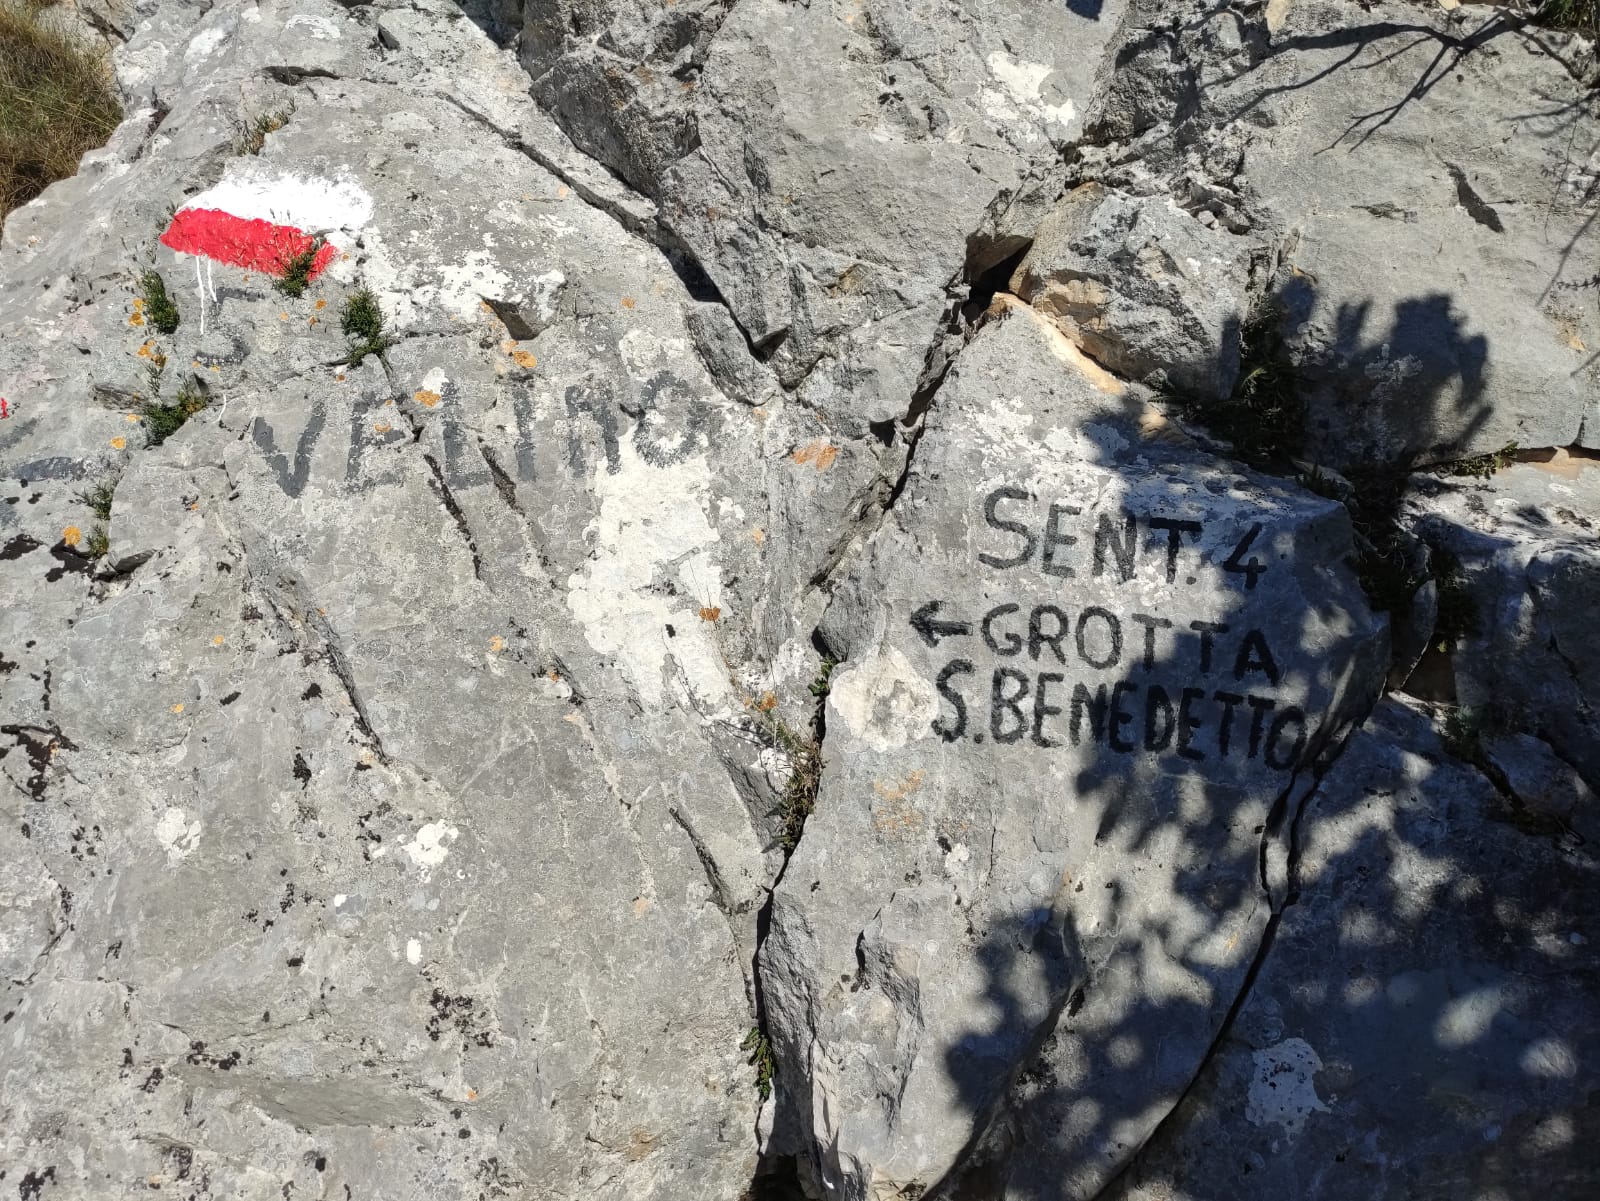 VELINO
SENT. 4
←GROTTA
S.BENEDETTO